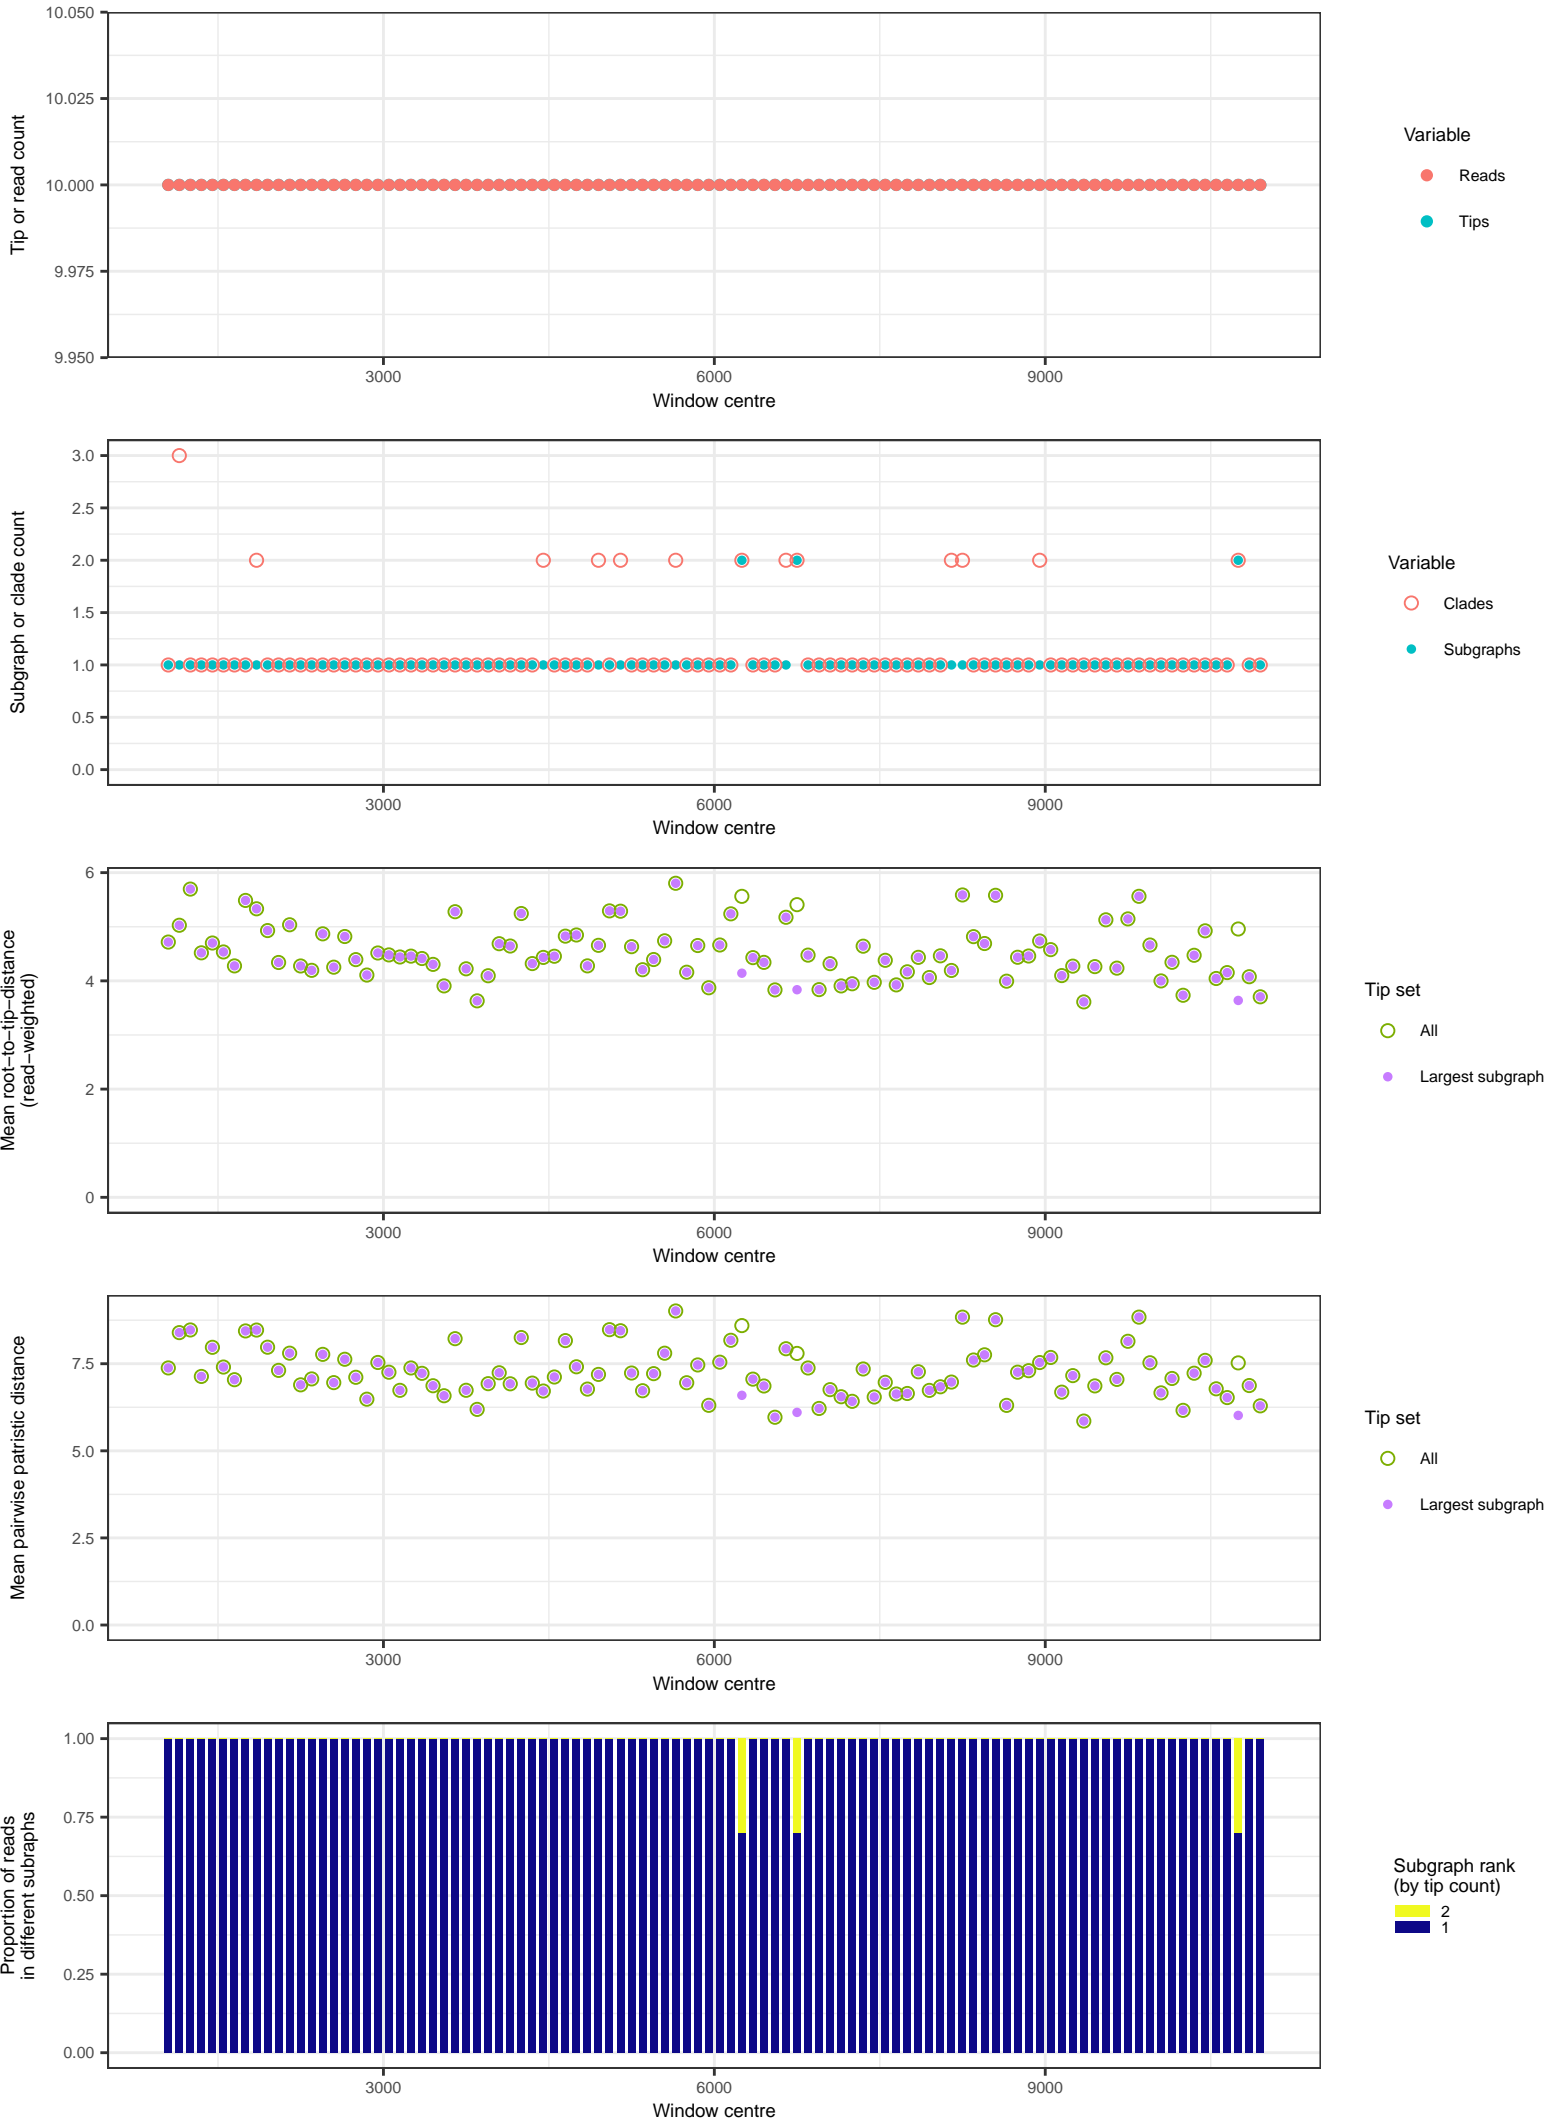 10.050
10.025
10.000
9.975
9.950
Tip or read count
3000 6000 9000
Window centre
Variable
Reads
Tips
3.0
2.5
2.0
1.5
1.0
0.5
0.0
Subgraph or clade count
3000 6000 9000
Window centre
Variable
Clades
Subgraphs
6
4
2
0
Mean root−to−tip−distance
(read−weighted)
3000 6000 9000
Window centre
Tip set
All
Largest subgraph
7.5
5.0
2.5
0.0
Mean pairwise patristic distance
3000 6000 9000
Window centre
Tip set
All
Largest subgraph
1.00
0.75
0.50
0.25
0.00
Proportion of reads
in different subraphs
3000 6000 9000
Window centre
Subgraph rank
(by tip count)
2
1